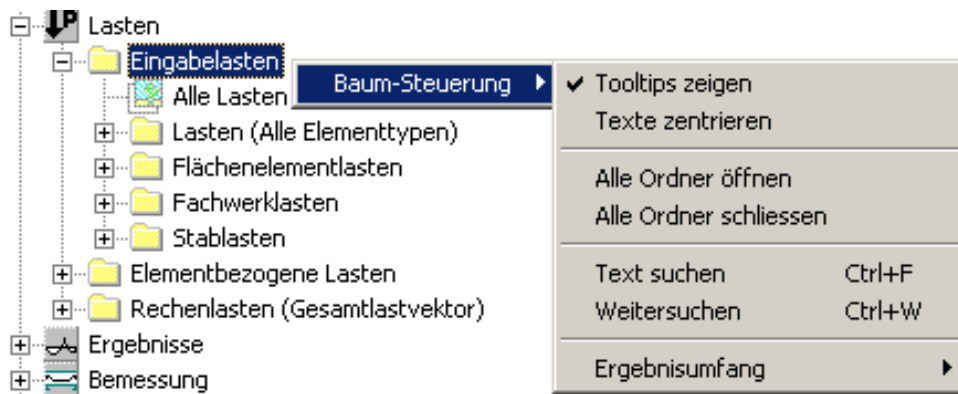 Lasten
Eingabelasten
Alle Lasten
Lasten (Alle Elementtypen)
Flächenelementlasten
Fachwerklasten
Stablasten
Elementbezogene Lasten
Rechenlasten (Gesamtlastvektor)
Ergebnisse
Bemessung
Baum-Steuerung
Tooltips zeigen
Texte zentrieren
Alle Ordner öffnen
Alle Ordner schliessen
Text suchen Ctrl+F
Weitersuchen Ctrl+W
Ergebnisumfang